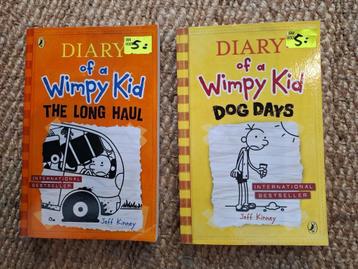 DIARY
of a
Wimpy Kid
THE LONG HAUL
INTERNATIONAL
BESTSELLER
Jeff Kinney
5:-
DIARY
of a
Wimpy Kid
DOG DAYS
INTERNATIONAL
BESTSELLER
Jeff Kinney
5:-